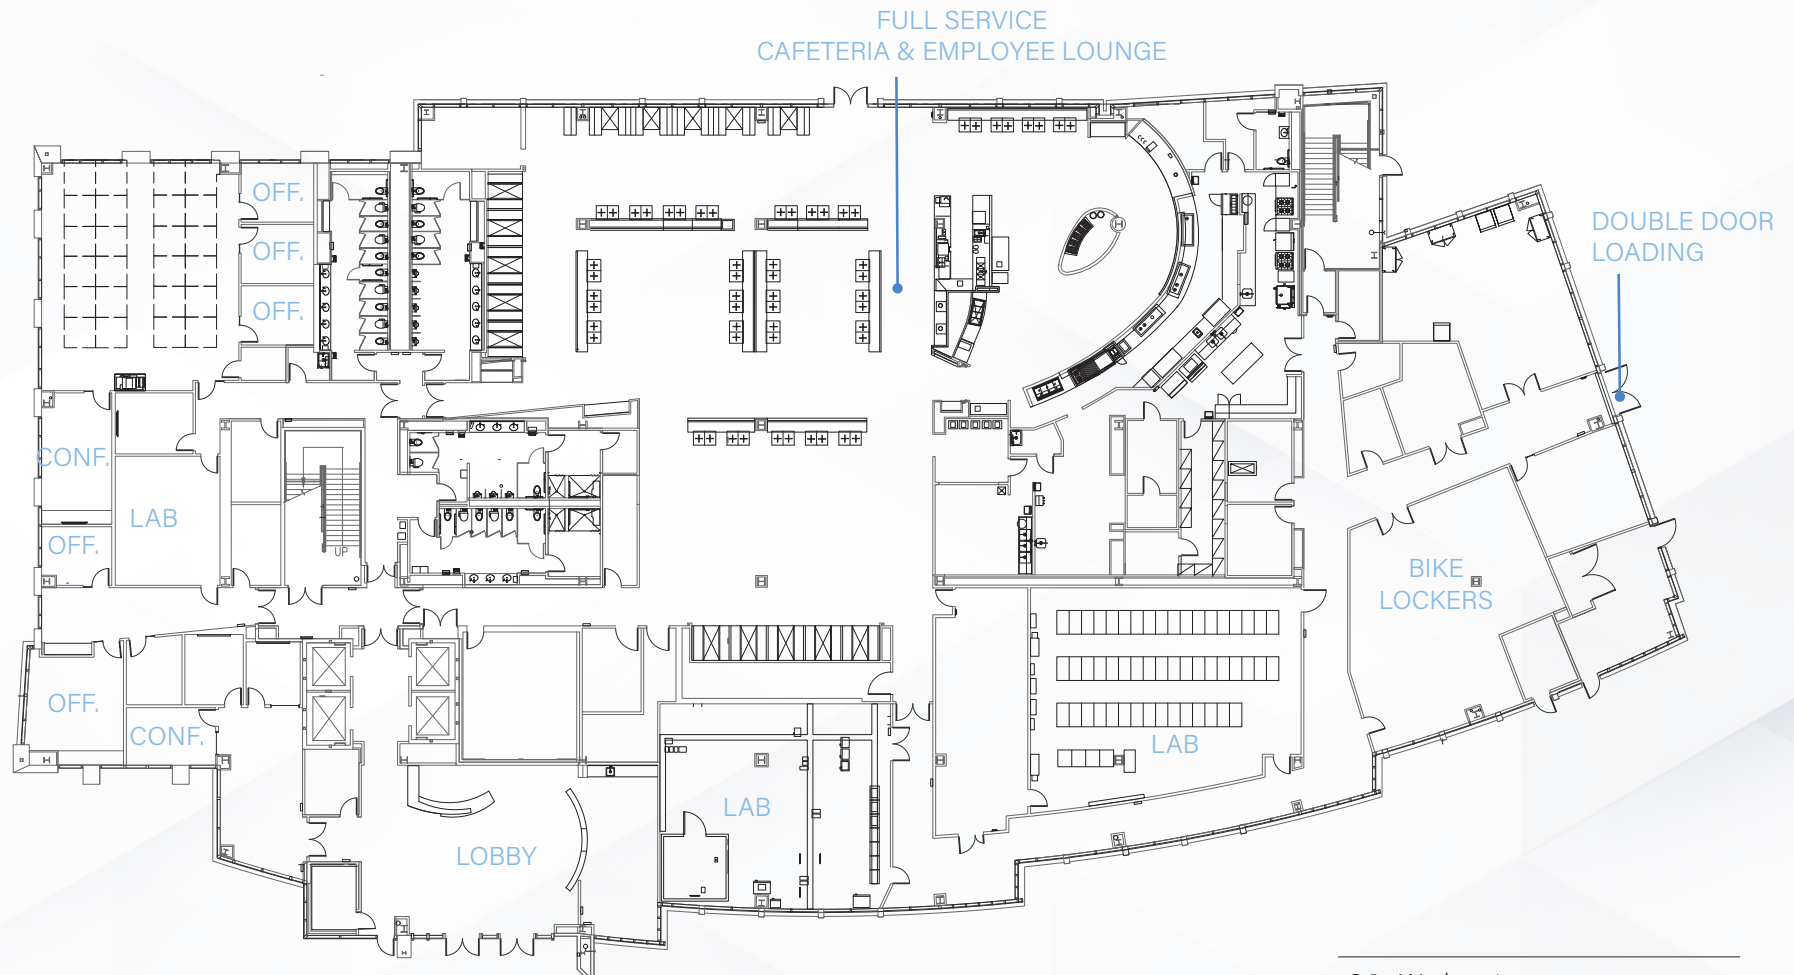 FULL SERVICE
CAFETERIA & EMPLOYEE LOUNGE
DOUBLE DOOR
LOADING
OFF.
OFF.
OFF.
CONF.
LAB
OFF.
UP
BIKE
LOCKERS
OFF.
CONF.
LAB
LAB
LOBBY